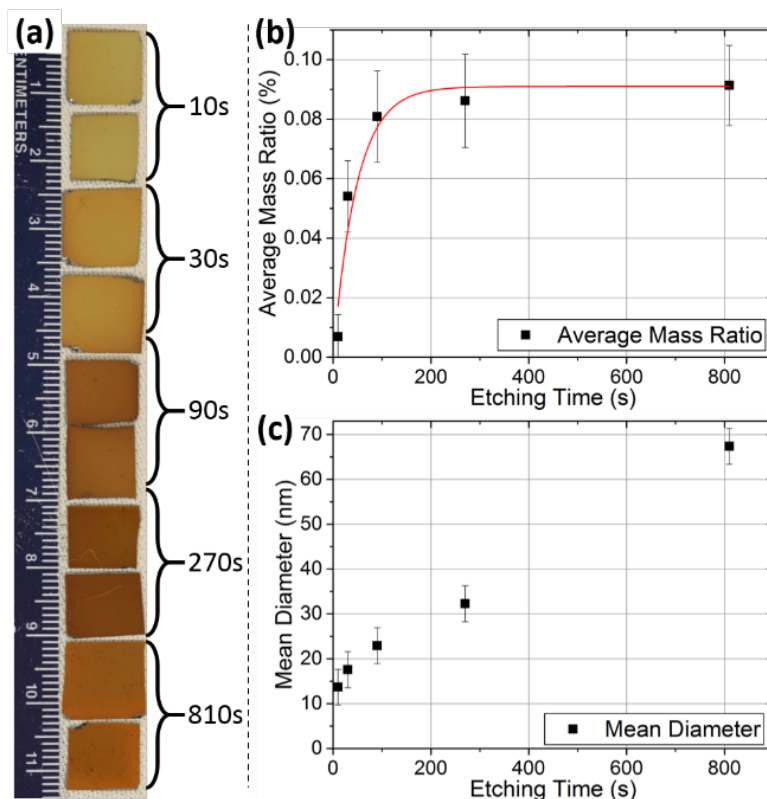 (a)
CENTIMETERS
1
2
3
4
5
6
7
8
9
10
11
10s
30s
90s
270s
810s
(b)
Average Mass Ratio (%)
0.10
0.08
0.06
0.04
0.02
0.00
0 200 400 600 800
Etching Time (s)
Average Mass Ratio
(c)
Mean Diameter (nm)
70
60
50
40
30
20
10
0
0 200 400 600 800
Etching Time (s)
Mean Diameter